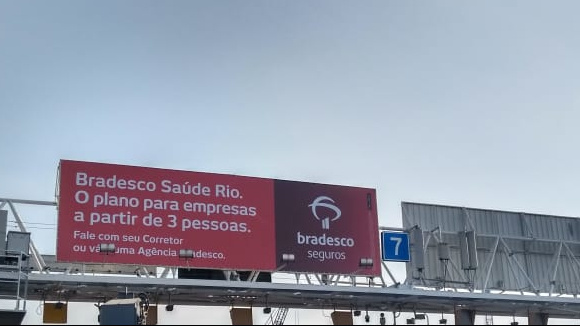 Bradesco Saúde Rio.
O plano para empresas
a partir de 3 pessoas.
Fale com seu Corretor
ou vá uma Agência
bradesco
seguros
7